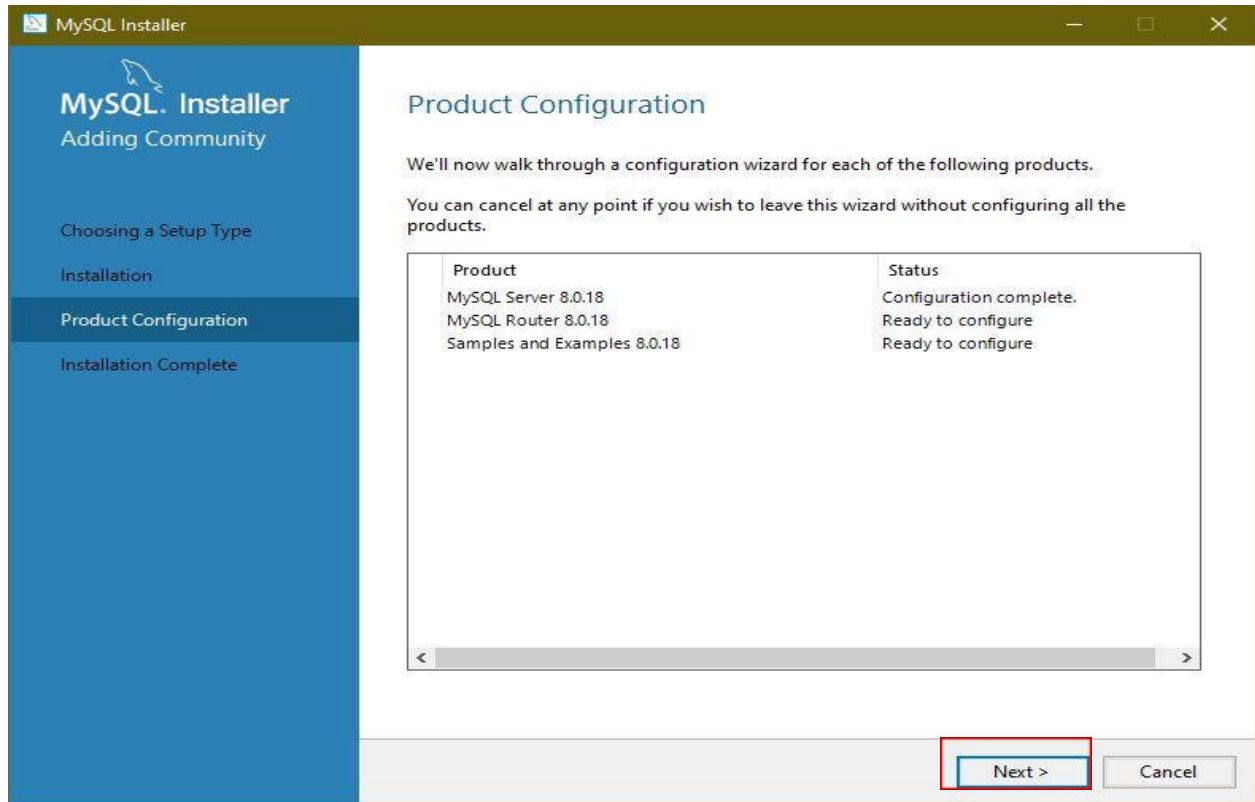 MySQL Installer
MySQL. Installer
Adding Community
Choosing a Setup Type
Installation
Product Configuration
Installation Complete
Product Configuration
We'll now walk through a configuration wizard for each of the following products.
You can cancel at any point if you wish to leave this wizard without configuring all the
products.
Product Status
MySQL Server 8.0.18 Configuration complete.
MySQL Router 8.0.18 Ready to configure
Samples and Examples 8.0.18 Ready to configure
Next > Cancel